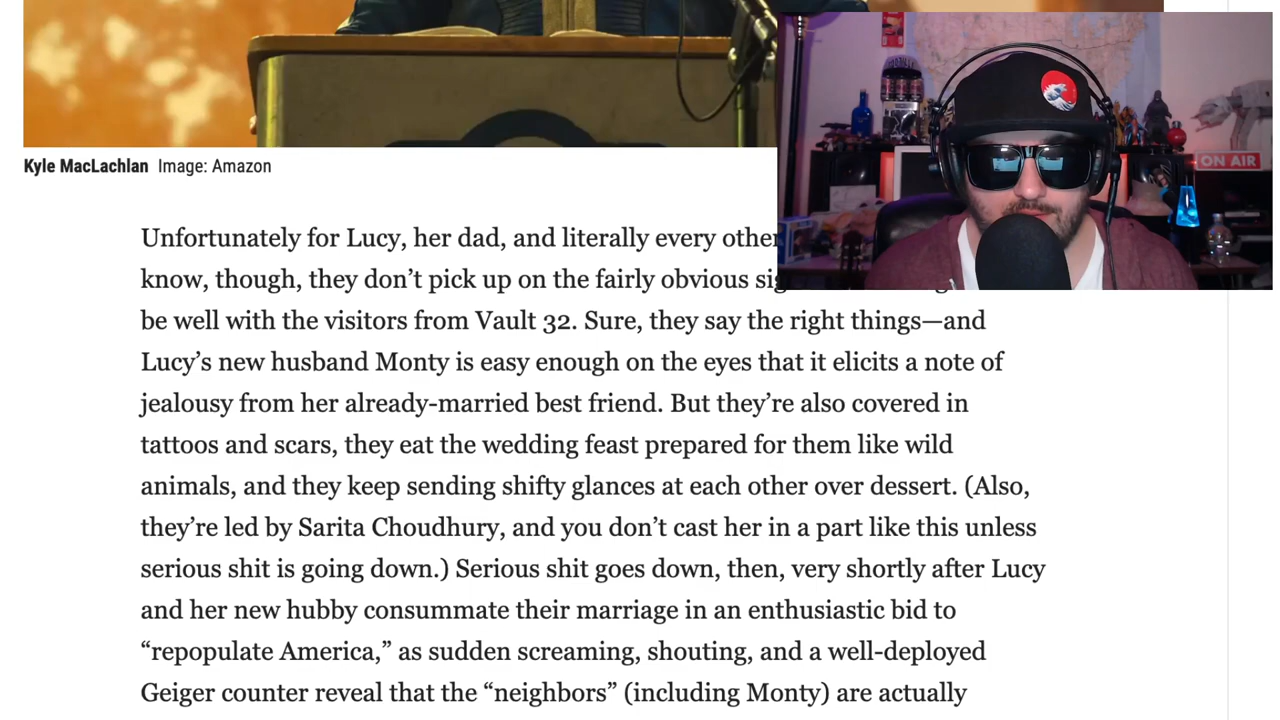 Kyle MacLachlan Image: Amazon
ON AIR
Unfortunately for Lucy, her dad, and literally every other
know, though, they don’t pick up on the fairly obvious
be well with the visitors from Vault 32. Sure, they say the right things—and
Lucy’s new husband Monty is easy enough on the eyes that it elicits a note of
jealousy from her already-married best friend. But they’re also covered in
tattoos and scars, they eat the wedding feast prepared for them like wild
animals, and they keep sending shifty glances at each other over dessert. (Also,
they’re led by Sarita Choudhury, and you don’t cast her in a part like this unless
serious shit is going down.) Serious shit goes down, then, very shortly after Lucy
and her new hubby consummate their marriage in an enthusiastic bid to
“repopulate America,” as sudden screaming, shouting, and a well-deployed
Geiger counter reveal that the “neighbors” (including Monty) are actually